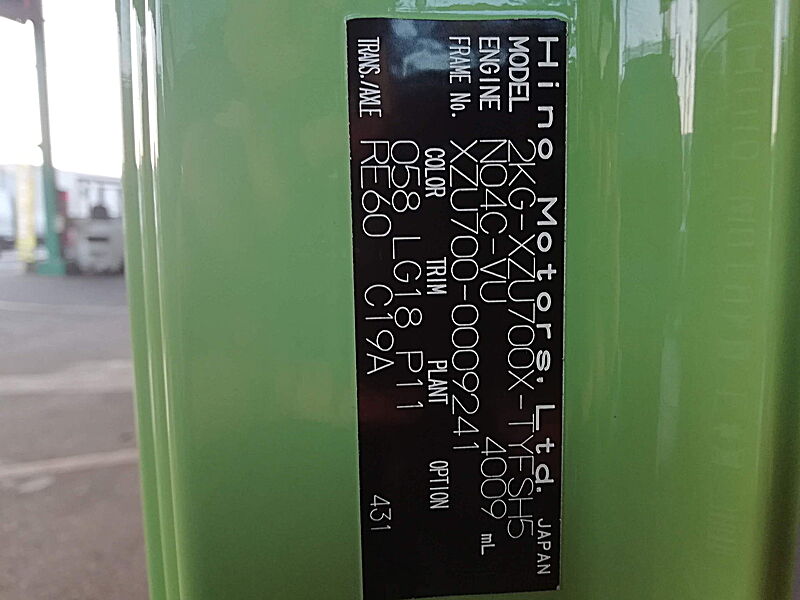 Hino Motors, Ltd. JAPAN
MODEL 2KG-XZU700X-TYFSH5
ENGINE N04C-VU 4009 mL
FRAME No. XZU700-0009241
COLOR TRIM PLANT OPTION
058 LG18 P11
TRANS./AXLE RE60 C19A 431